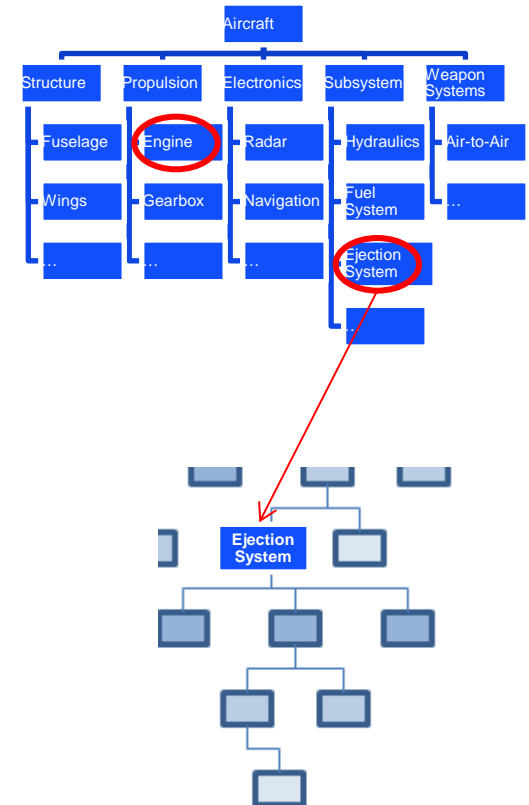 Aircraft
Structure
Propulsion
Electronics
Subsystem
Weapon
Systems
Fuselage
Engine
Radar
Hydraulics
Air-to-Air
Wings
Gearbox
Navigation
Fuel
System
…
…
…
…
Ejection
System
…
Ejection
System